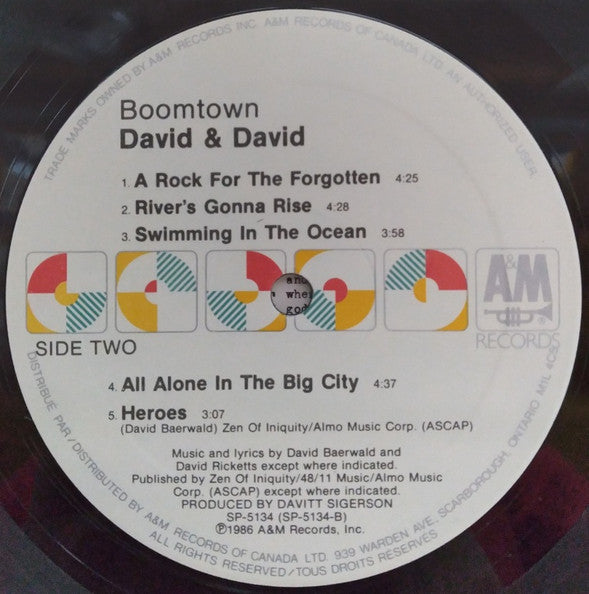 TRADE MARKS OWNED BY A&M RECORDS INC. A&M RECORDS OF CANADA LTD. AN AUTHORIZED USER
Boomtown
David & David
1. A Rock For The Forgotten 4:25
2. River's Gonna Rise 4:28
3. Swimming In The Ocean 3:58
and
when
god
A&M
®
RECORDS
SIDE TWO
4. All Alone In The Big City 4:37
5. Heroes 3:07
(David Baerwald) Zen Of Iniquity/Almo Music Corp. (ASCAP)
Music and lyrics by David Baerwald and
David Ricketts except where indicated.
Published by Zen Of Iniquity/48/11 Music/Almo Music
Corp. (ASCAP) except where indicated.
PRODUCED BY DAVITT SIGERSON
SP-5134 (SP-5134-B)
℗1986 A&M Records, Inc.
DISTRIBUÉ PAR/DISTRIBUTED BY A&M RECORDS OF CANADA LTD. 939 WARDEN AVE., SCARBOROUGH, ONTARIO M1L 4C5
ALL RIGHTS RESERVED/TOUS DROITS RESERVÉS